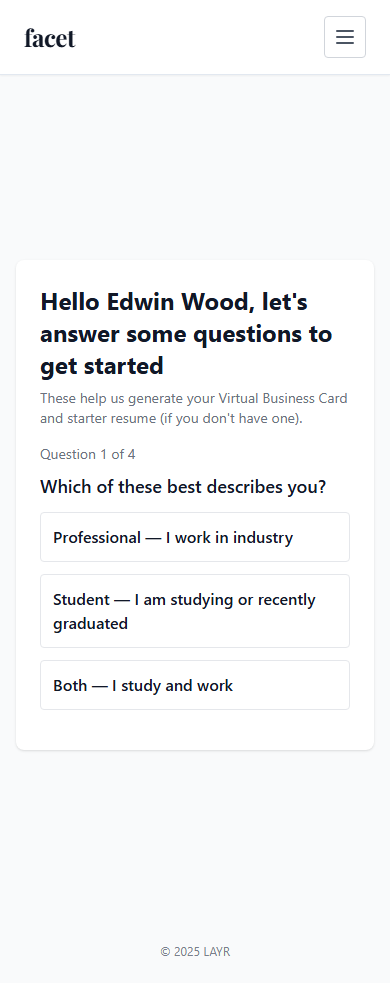 facet
Hello Edwin Wood, let's
answer some questions to
get started
These help us generate your Virtual Business Card
and starter resume (if you don't have one).
Question 1 of 4
Which of these best describes you?
Professional — I work in industry
Student — I am studying or recently
graduated
Both — I study and work
© 2025 LAYR